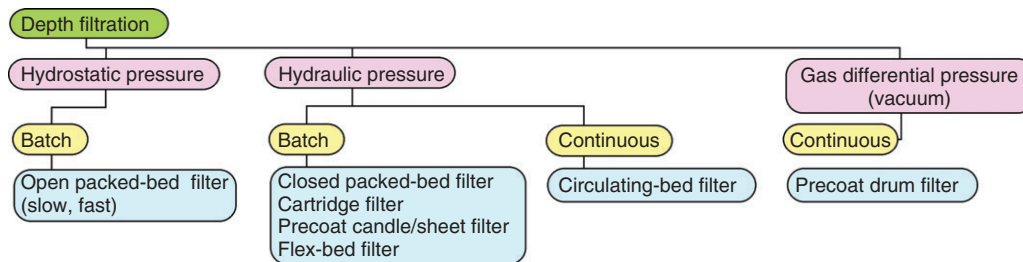 Depth filtration
Hydrostatic pressure
Hydraulic pressure
Gas differential pressure
(vacuum)
Batch
Batch
Continuous
Continuous
Open packed-bed filter
(slow, fast)
Closed packed-bed filter
Cartridge filter
Precoat candle/sheet filter
Flex-bed filter
Circulating-bed filter
Precoat drum filter